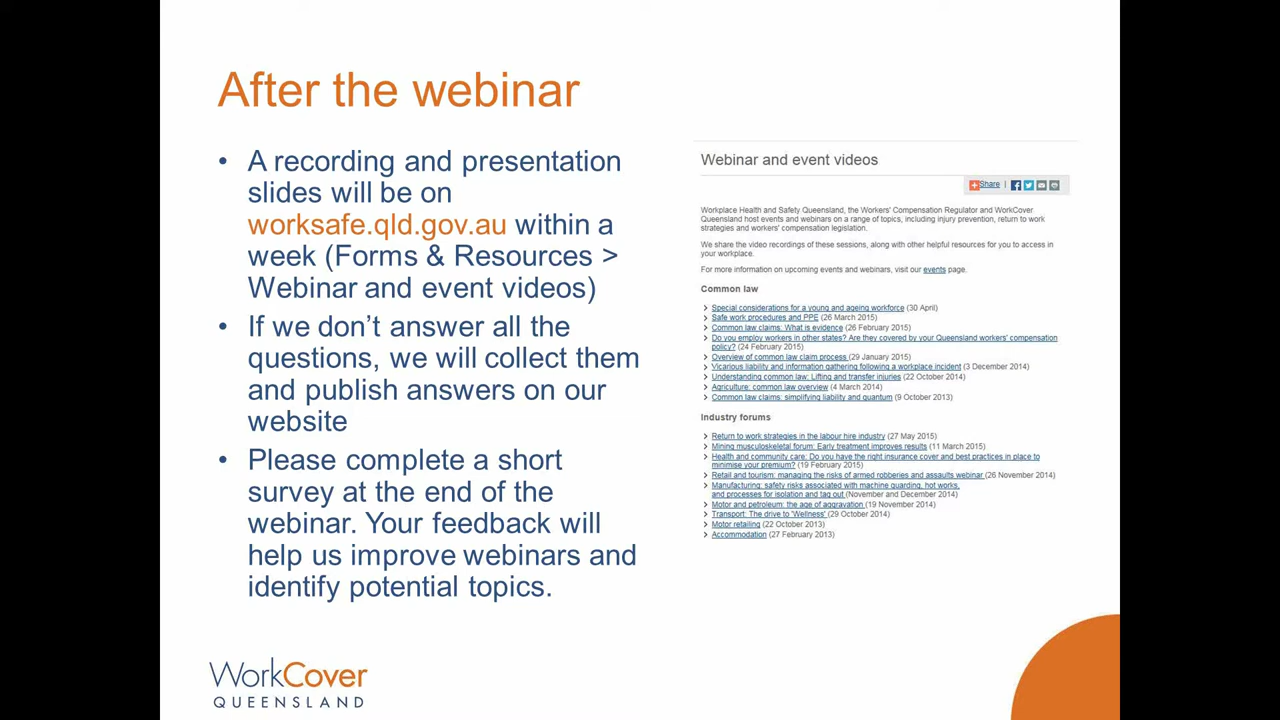 After the webinar
• A recording and presentation
slides will be on
worksafe.qld.gov.au within a
week (Forms & Resources >
Webinar and event videos)
• If we don’t answer all the
questions, we will collect them
and publish answers on our
website
• Please complete a short
survey at the end of the
webinar. Your feedback will
help us improve webinars and
identify potential topics.
Webinar and event videos
Share |
Workplace Health and Safety Queensland, the Workers' Compensation Regulator and WorkCover
Queensland host events and webinars on a range of topics, including injury prevention, return to work
strategies and workers' compensation legislation.
We share the video recordings of these sessions, along with other helpful resources for you to access in
your workplace.
For more information on upcoming events and webinars, visit our events page.
Common law
Special considerations for a young and ageing workforce (30 April)
Safe work procedures and PPE (26 March 2015)
Common law claims: What is evidence (26 February 2015)
Do you employ workers in other states? Are they covered by your Queensland workers' compensation
policy? (24 February 2015)
Overview of common law claim process (29 January 2015)
Vicarious liability and information gathering following a workplace incident (3 December 2014)
Understanding common law: Lifting and transfer injuries (22 October 2014)
Agriculture: common law overview (4 March 2014)
Common law claims: simplifying liability and quantum (9 October 2013)
Industry forums
Return to work strategies in the labour hire industry (27 May 2015)
Mining musculoskeletal forum: Early treatment improves results (11 March 2015)
Health and community care: Do you have the right insurance cover and best practices in place to
minimise your premium? (19 February 2015)
Retail and tourism: managing the risks of armed robberies and assaults webinar (26 November 2014)
Manufacturing: safety risks associated with machine guarding, hot works,
and processes for isolation and tag out (November and December 2014)
Motor and petroleum: the age of aggravation (19 November 2014)
Transport: The drive to 'Wellness' (29 October 2014)
Motor retailing (22 October 2013)
Accommodation (27 February 2013)
WorkCover
QUEENSLAND